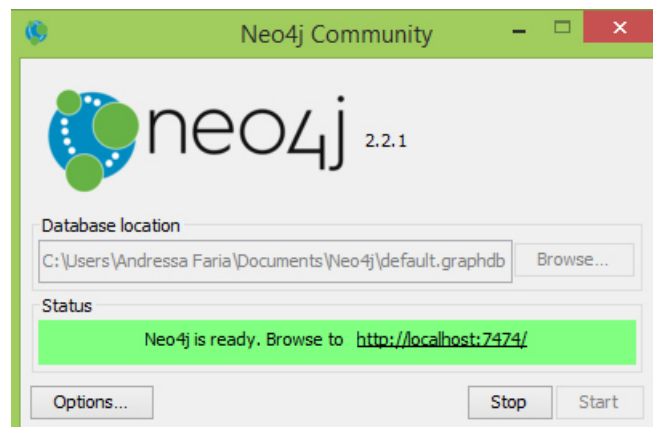 Neo4j Community
neo4j 2.2.1
Database location
C:\Users\Andressa Faria\Documents\Neo4j\default.graphdb Browse...
Status
Neo4j is ready. Browse to http://localhost:7474/
Options... Stop Start